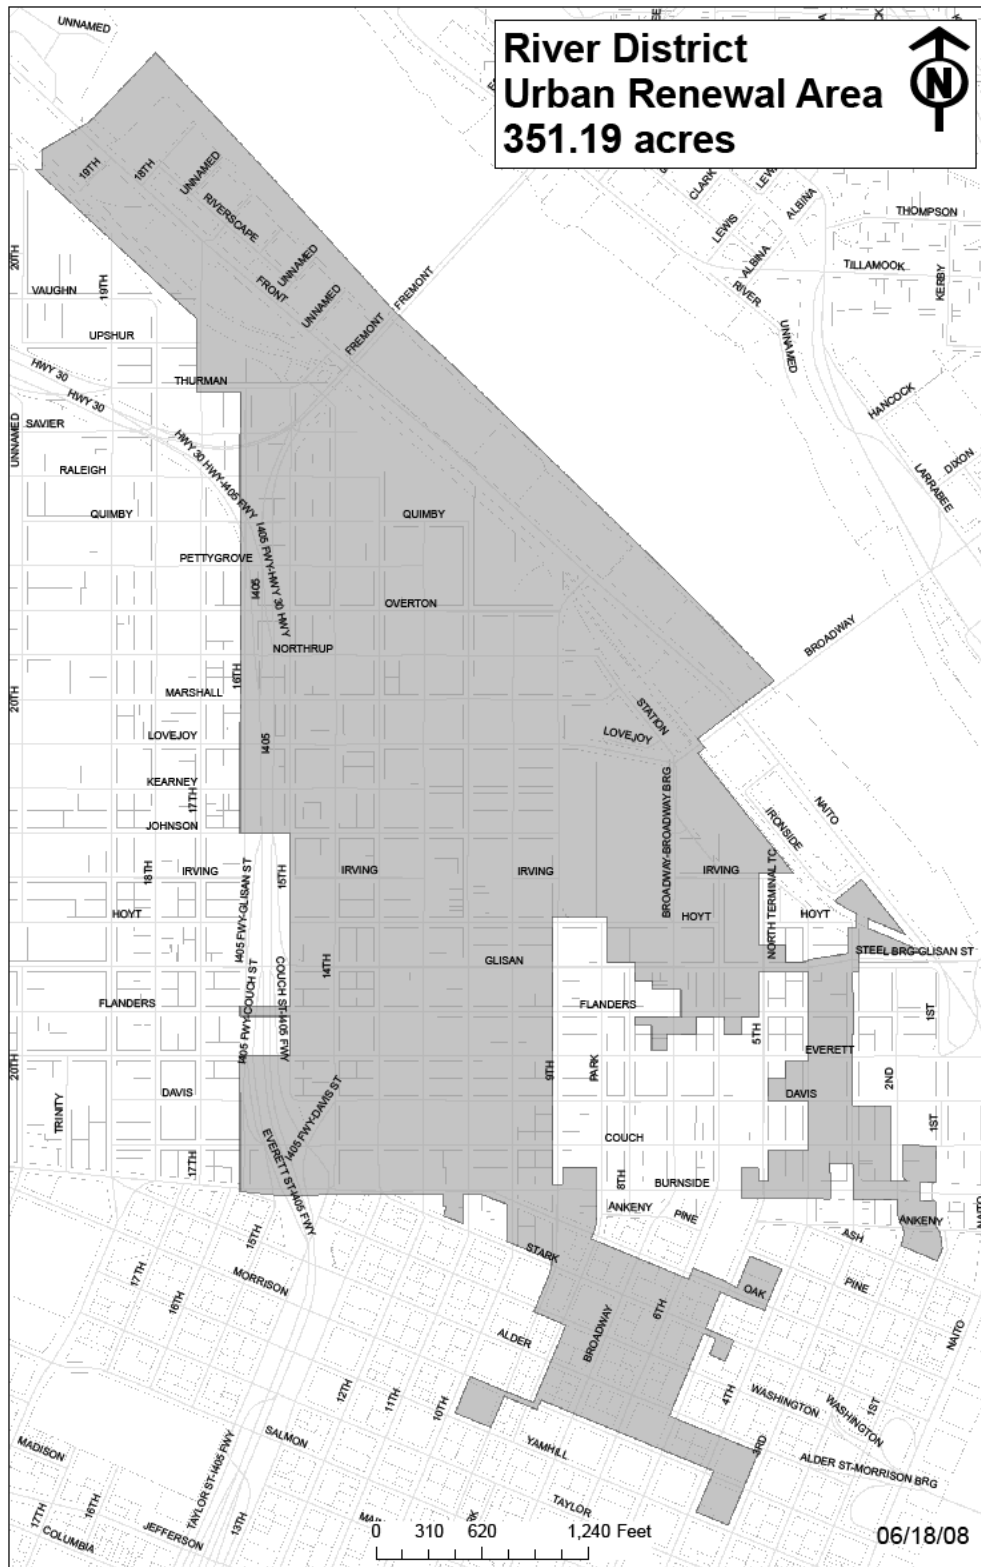 UNNAMED
River District
Urban Renewal Area
351.19 acres
N
19TH
18TH
UNNAMED
RIVERSCAPE
UNNAMED
FRONT
UNNAMED
FREMONT
FREMONT
CLARK
LEWIS
ALBINA
ALBINA
RIVER
THOMPSON
TILLAMOOK
KERBY
UNNAMED
HANCOCK
DIXON
LARRABEE
20TH
19TH
VAUGHN
UPSHUR
HWY 30
HWY 30
THURMAN
UNNAMED
SAVIER
HWY 30 HWY-I405 FWY
RALEIGH
QUIMBY
QUIMBY
I405 FWY-HWY 30 HWY
PETTYGROVE
I405
OVERTON
NORTHRUP
BROADWAY
20TH
16TH
MARSHALL
STATION
LOVEJOY
LOVEJOY
I405
KEARNEY
17TH
JOHNSON
NAITO
IRONSIDE
BROADWAY-BROADWAY BRG
18TH
IRVING
I405 FWY-GLISAN ST
15TH
IRVING
IRVING
IRVING
NORTH TERMINAL TC
HOYT
HOYT
HOYT
STEEL BRG-GLISAN ST
GLISAN
14TH
I405 FWY-COUCH ST
COUCH ST-I405 FWY
FLANDERS
FLANDERS
1ST
5TH
EVERETT
20TH
9TH
PARK
2ND
DAVIS
I405 FWY-DAVIS ST
DAVIS
TRINITY
1ST
EVERETT ST-I405 FWY
COUCH
17TH
8TH
BURNSIDE
ANKENY
PINE
ANKENY
NAITO
15TH
STARK
ASH
17TH
MORRISON
16TH
OAK
PINE
6TH
BROADWAY
ALDER
NAITO
12TH
11TH
10TH
4TH
WASHINGTON
WASHINGTON
1ST
SALMON
YAMHILL
3RD
ALDER ST-MORRISON BRG
MADISON
TAYLOR ST-I405 FWY
17TH
16TH
COLUMBIA
JEFFERSON
13TH
TAYLOR
0 310 620 1,240 Feet
06/18/08